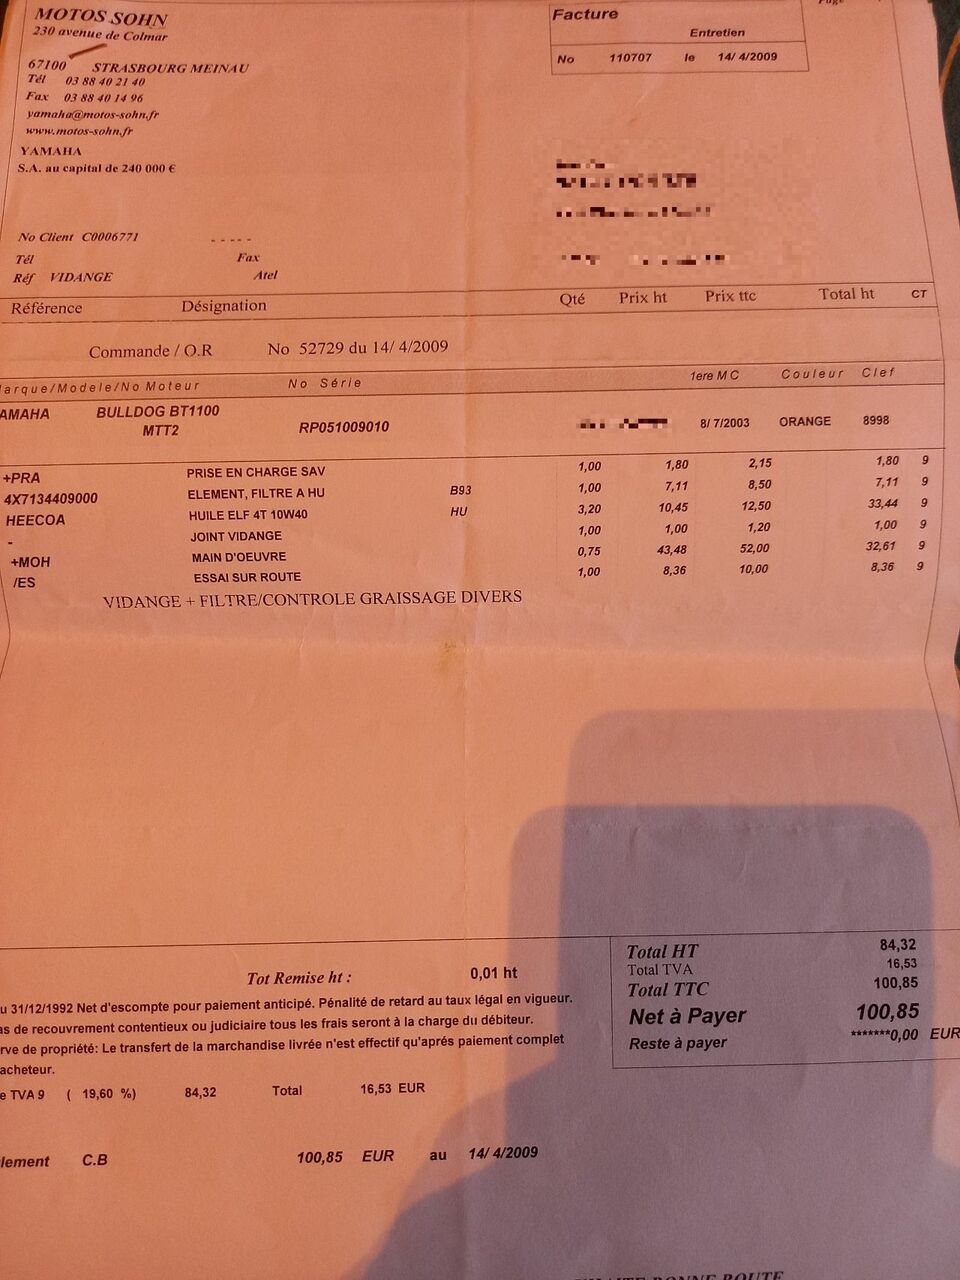 MOTOS SOHN
230 avenue de Colmar
67100 STRASBOURG MEINAU
Tél 03 88 40 21 40
Fax 03 88 40 14 96
yamaha@motos-sohn.fr
www.motos-sohn.fr
YAMAHA
S.A. au capital de 240 000 €
Page
Facture
Entretien
No 110707 le 14/ 4/2009
No Client C0006771 - - - - -
Tél Fax
Réf VIDANGE Atel
Référence Désignation Qté Prix ht Prix ttc Total ht CT
Commande / O.R No 52729 du 14/ 4/2009
arque/Modele/No Moteur No Série 1ere M C Couleur Clef
AMAHA BULLDOG BT1100
MTT2 RP051009010 8/ 7/2003 ORANGE 8998
+PRA PRISE EN CHARGE SAV 1,00 1,80 2,15 1,80 9
4X7134409000 ELEMENT, FILTRE A HU B93 1,00 7,11 8,50 7,11 9
HEECOA HUILE ELF 4T 10W40 HU 3,20 10,45 12,50 33,44 9
- JOINT VIDANGE 1,00 1,00 1,20 1,00 9
+MOH MAIN D'OEUVRE 0,75 43,48 52,00 32,61 9
/ES ESSAI SUR ROUTE 1,00 8,36 10,00 8,36 9
VIDANGE + FILTRE/CONTROLE GRAISSAGE DIVERS
Tot Remise ht : 0,01 ht
u 31/12/1992 Net d'escompte pour paiement anticipé. Pénalité de retard au taux légal en vigueur.
as de recouvrement contentieux ou judiciaire tous les frais seront à la charge du débiteur.
rve de propriété: Le transfert de la marchandise livrée n'est effectif qu'aprés paiement complet
acheteur.
e TVA 9 ( 19,60 %) 84,32 Total 16,53 EUR
Total HT 84,32
Total TVA 16,53
Total TTC 100,85
Net à Payer 100,85
Reste à payer *******0,00 EUR
lement C.B 100,85 EUR au 14/ 4/2009
BONNE ROUTE